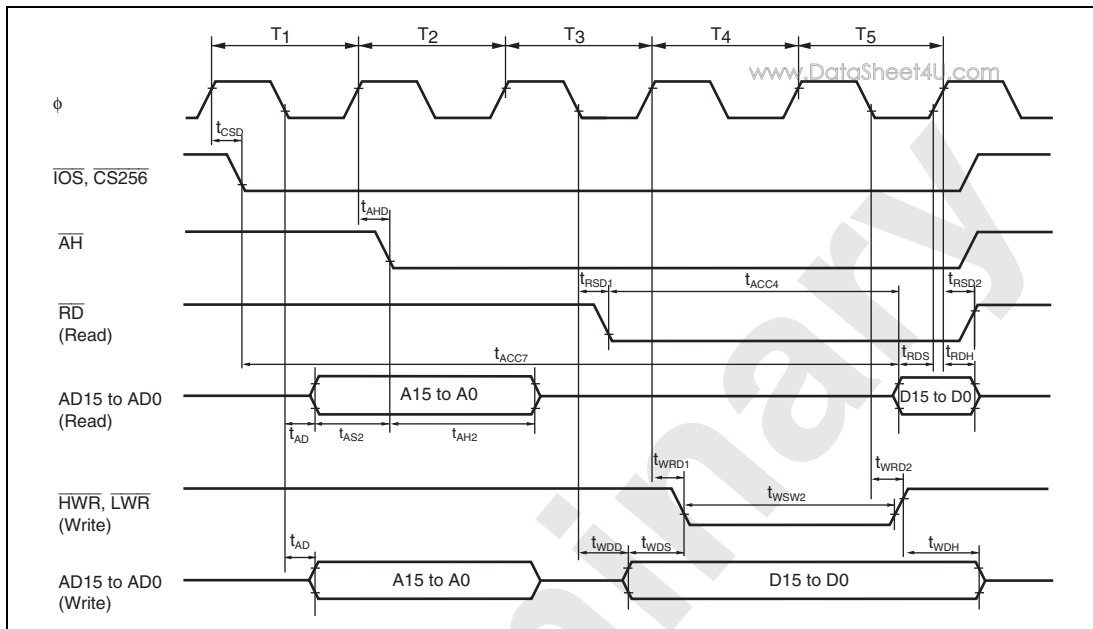 T1 T2 T3 T4 T5
www.DataSheet4U.com
ϕ
tCSD
IOS, CS256
tAHD
AH
tRSD1 tACC4 tRSD2
RD
(Read)
tACC7 tRDS tRDH
AD15 to AD0
(Read)
A15 to A0
D15 to D0
tAD tAS2 tAH2
tWRD1 tWRD2
HWR, LWR
(Write)
tWSW2
tAD tWDD tWDS tWDH
AD15 to AD0
(Write)
A15 to A0
D15 to D0
inary